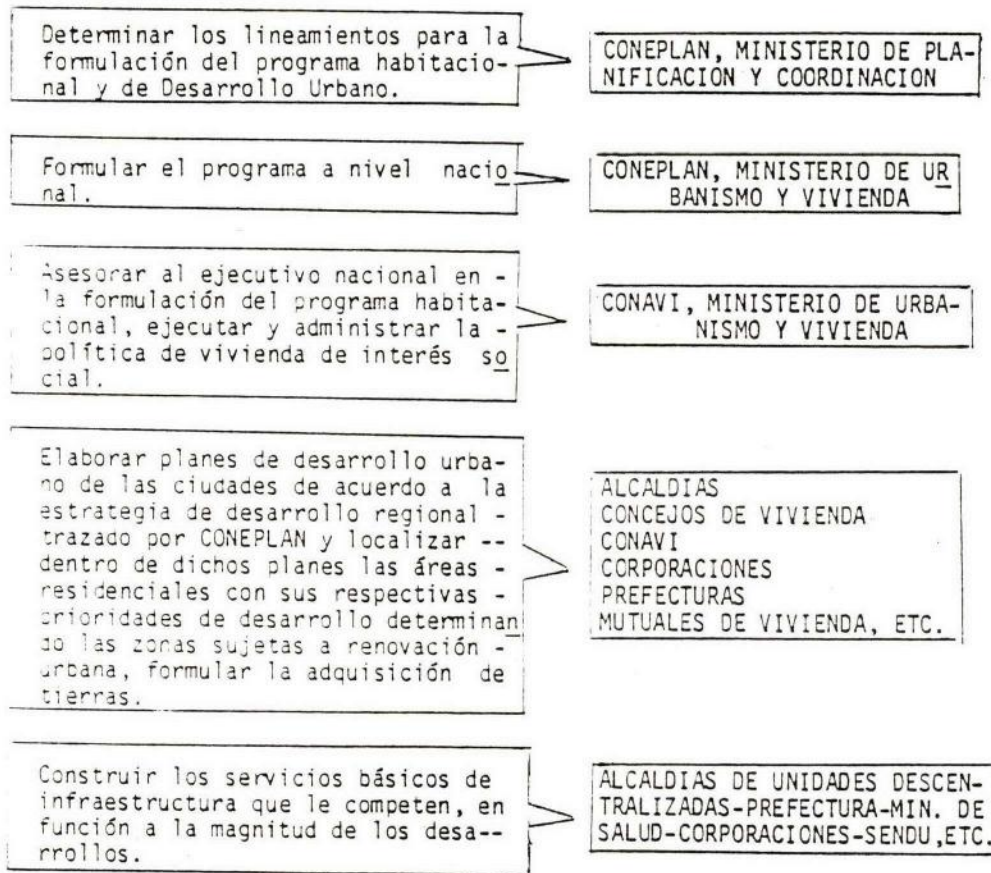 Determinar los lineamientos para la
formulación del programa habitacio-
nal y de Desarrollo Urbano.
CONEPLAN, MINISTERIO DE PLA-
NIFICACION Y COORDINACION
Formular el programa a nivel nacio
nal.
CONEPLAN, MINISTERIO DE UR
BANISMO Y VIVIENDA
Asesorar al ejecutivo nacional en -
la formulación del programa habita-
cional, ejecutar y administrar la -
política de vivienda de interés so
cial.
CONAVI, MINISTERIO DE URBA-
NISMO Y VIVIENDA
Elaborar planes de desarrollo urba-
no de las ciudades de acuerdo a la
estrategia de desarrollo regional -
trazado por CONEPLAN y localizar --
dentro de dichos planes las áreas -
residenciales con sus respectivas -
prioridades de desarrollo determinan
do las zonas sujetas a renovación -
urbana, formular la adquisición de
tierras.
ALCALDIAS
CONCEJOS DE VIVIENDA
CONAVI
CORPORACIONES
PREFECTURAS
MUTUALES DE VIVIENDA, ETC.
Construir los servicios básicos de
infraestructura que le competen, en
función a la magnitud de los desa--
rrollos.
ALCALDIAS DE UNIDADES DESCEN-
TRALIZADAS-PREFECTURA-MIN. DE
SALUD-CORPORACIONES-SENDU,ETC.